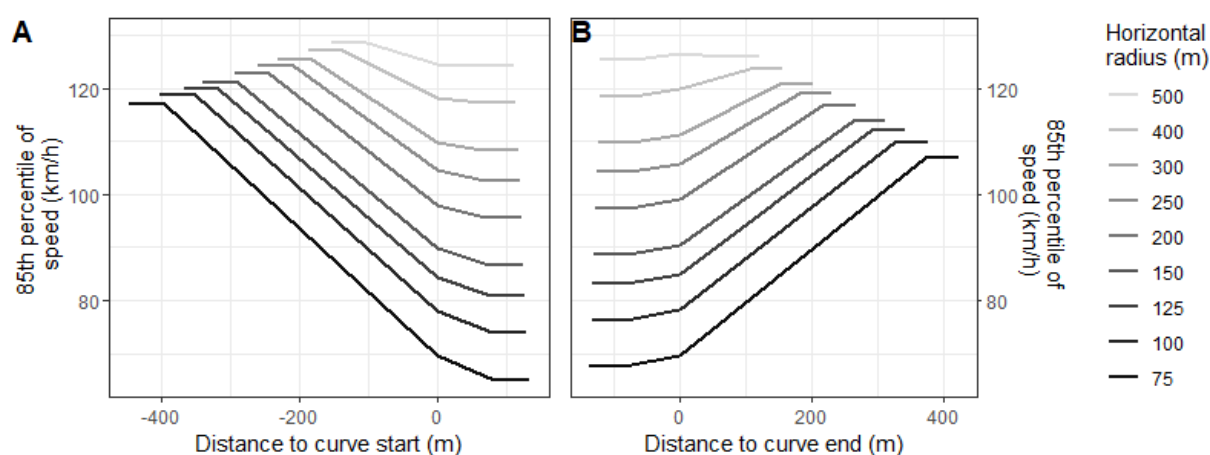 A
B
85th percentile of
speed (km/h)
120
100
80
-400
-200
0
Distance to curve start (m)
0
200
400
Distance to curve end (m)
120
100
80
85th percentile of
speed (km/h)
Horizontal
radius (m)
500
400
300
250
200
150
125
100
75